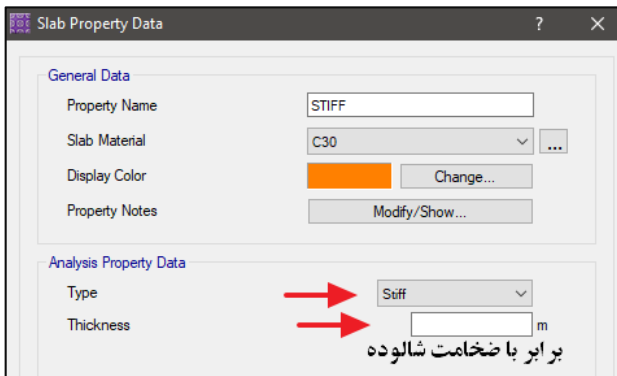 Slab Property Data ? ×
General Data
Property Name STIFF
Slab Material C30 ...
Display Color Change...
Property Notes Modify/Show...
Analysis Property Data
Type Stiff
Thickness m
برابر با ضخامت شالوده